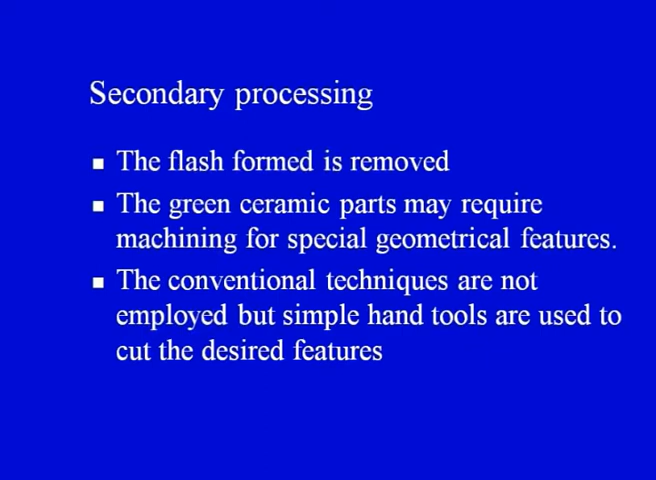 Secondary processing
The flash formed is removed
The green ceramic parts may require
machining for special geometrical features.
The conventional techniques are not
employed but simple hand tools are used to
cut the desired features